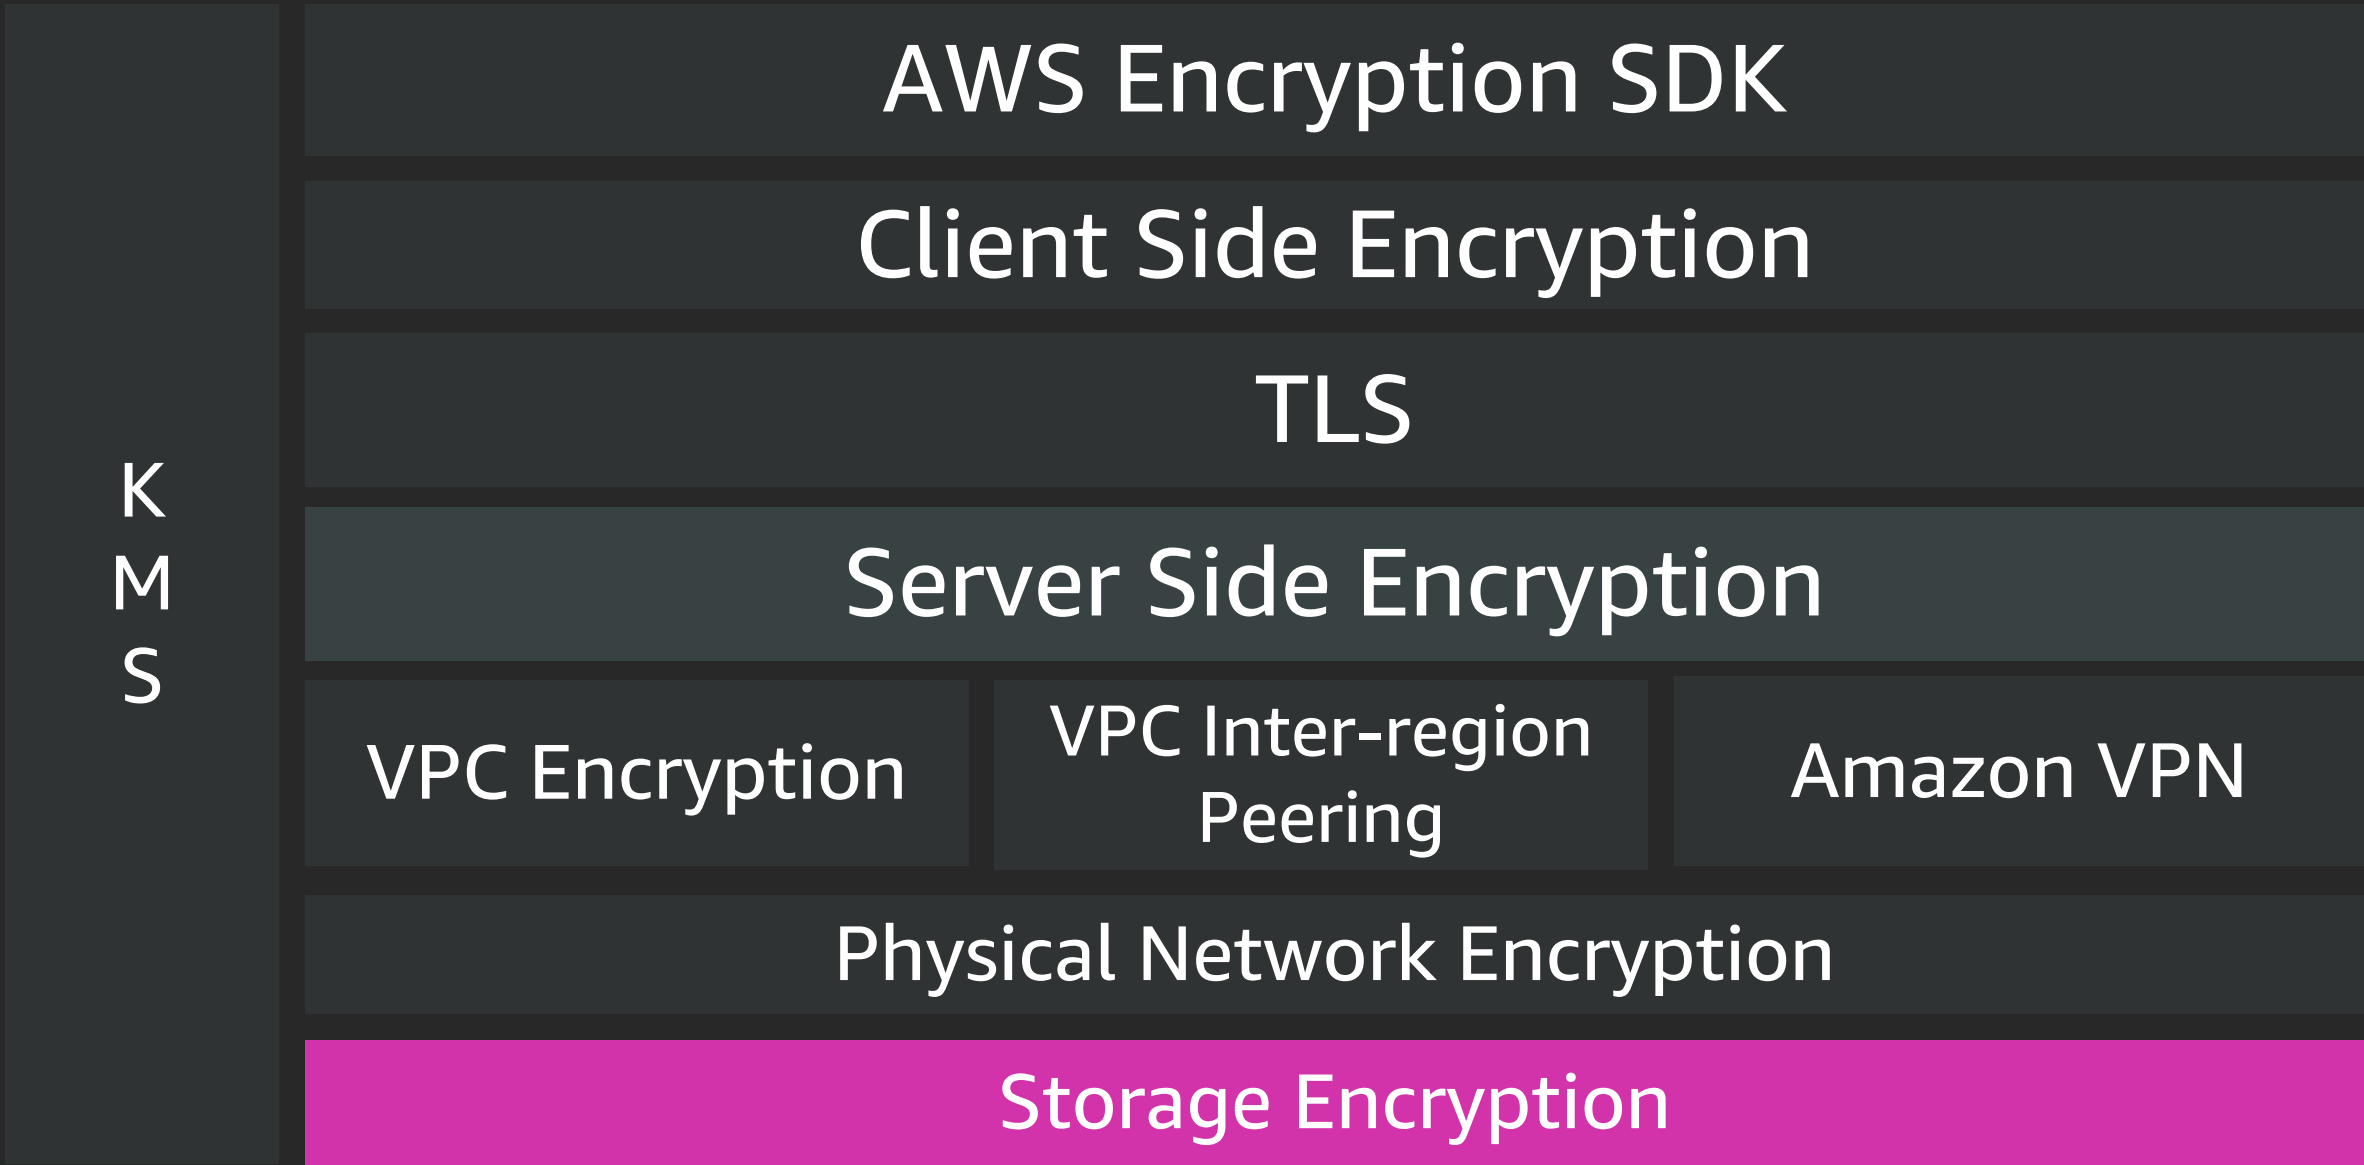 K
M
S
AWS Encryption SDK
Client Side Encryption
TLS
Server Side Encryption
VPC Encryption
VPC Inter-region
Peering
Amazon VPN
Physical Network Encryption
Storage Encryption